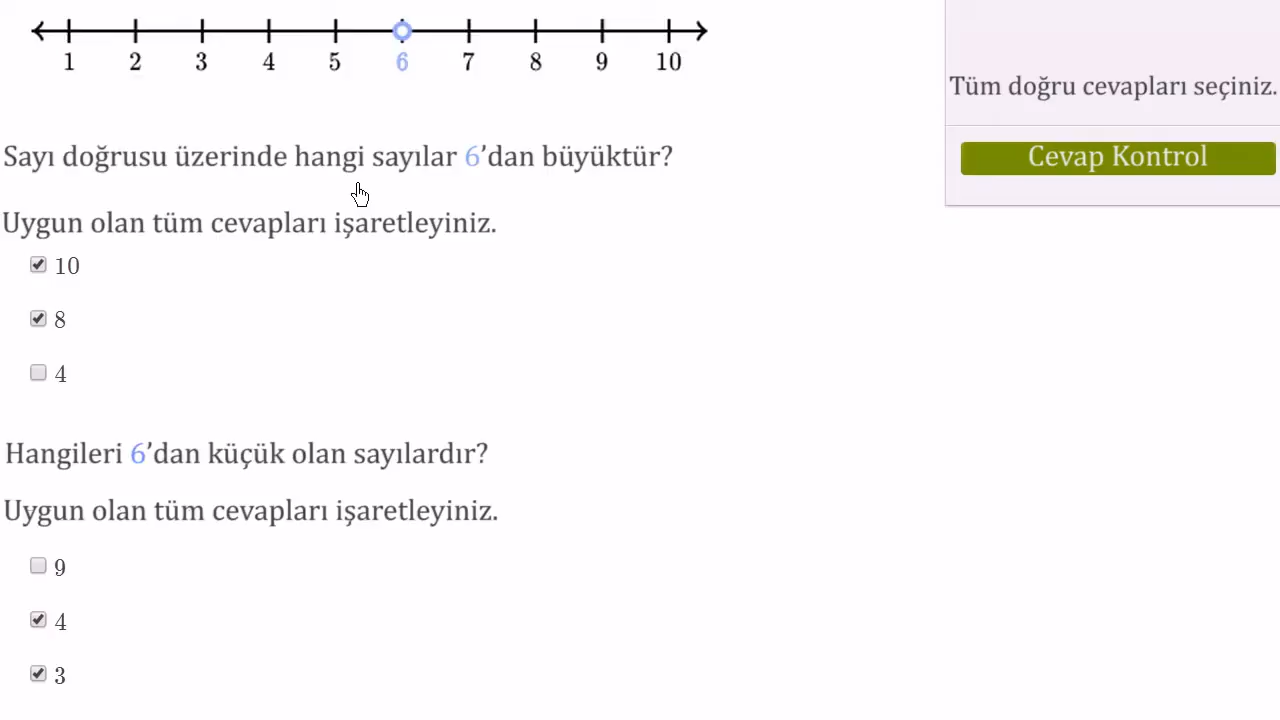 1 2 3 4 5 6 7 8 9 10
Tüm doğru cevapları seçiniz.
Cevap Kontrol
Sayı doğrusu üzerinde hangi sayılar 6’dan büyüktür?
Uygun olan tüm cevapları işaretleyiniz.
10
8
4
Hangileri 6’dan küçük olan sayılardır?
Uygun olan tüm cevapları işaretleyiniz.
9
4
3